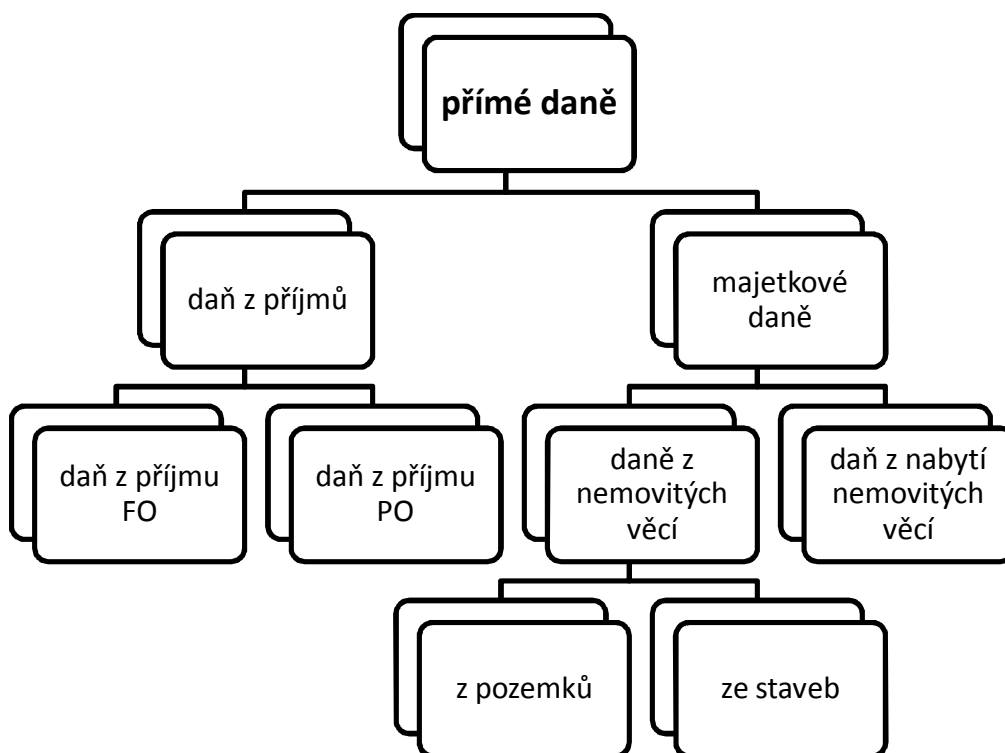 přímé daně
daň z příjmů
majetkové
daně
daň z příjmu
FO
daň z příjmu
PO
daně z
nemovitých
věcí
daň z nabytí
nemovitých
věcí
z pozemků
ze staveb